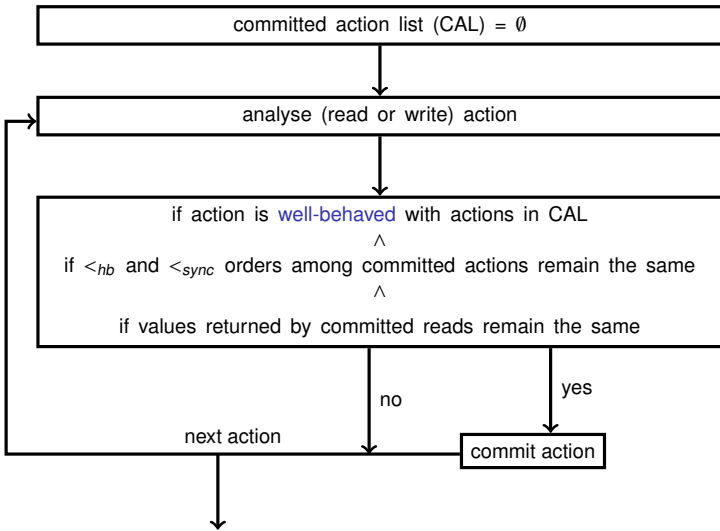 committed action list (CAL) = ∅
analyse (read or write) action
if action is well-behaved with actions in CAL
∧
if <hb and <sync orders among committed actions remain the same
∧
if values returned by committed reads remain the same
no
yes
next action
commit action